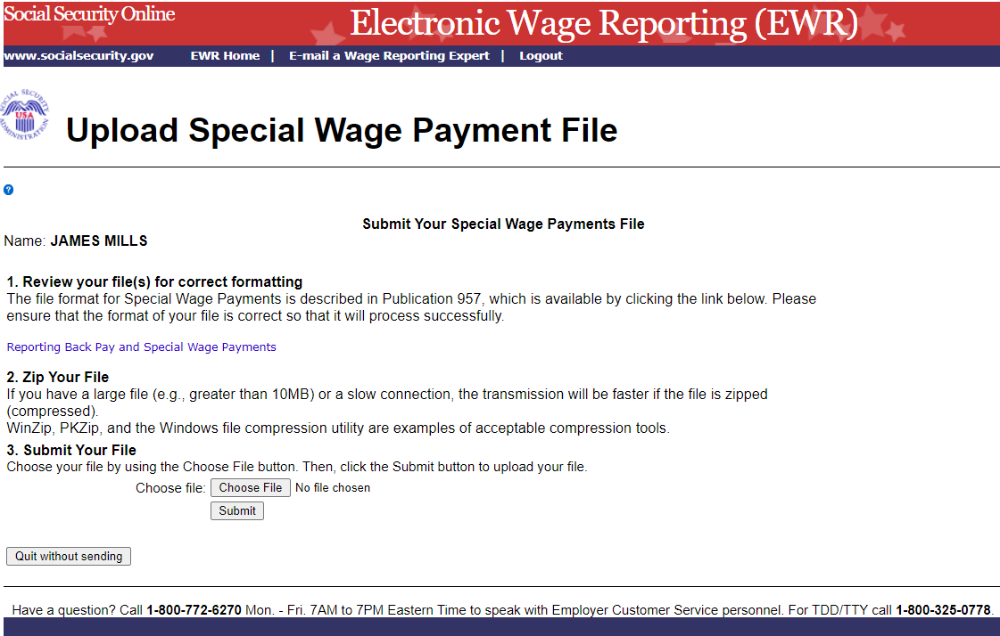 Social Security Online
Electronic Wage Reporting (EWR)
www.socialsecurity.gov EWR Home | E-mail a Wage Reporting Expert | Logout
SOCIAL SECURITY ADMINISTRATION
USA
Upload Special Wage Payment File
?
Submit Your Special Wage Payments File
Name: JAMES MILLS
1. Review your file(s) for correct formatting
The file format for Special Wage Payments is described in Publication 957, which is available by clicking the link below. Please
ensure that the format of your file is correct so that it will process successfully.
Reporting Back Pay and Special Wage Payments
2. Zip Your File
If you have a large file (e.g., greater than 10MB) or a slow connection, the transmission will be faster if the file is zipped
(compressed).
WinZip, PKZip, and the Windows file compression utility are examples of acceptable compression tools.
3. Submit Your File
Choose your file by using the Choose File button. Then, click the Submit button to upload your file.
Choose file: Choose File No file chosen
Submit
Quit without sending
Have a question? Call 1-800-772-6270 Mon. - Fri. 7AM to 7PM Eastern Time to speak with Employer Customer Service personnel. For TDD/TTY call 1-800-325-0778.